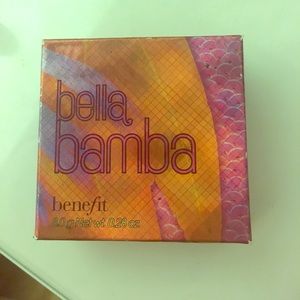 bella
bamba
benefit
8.0 g Net wt. 0.28 oz.